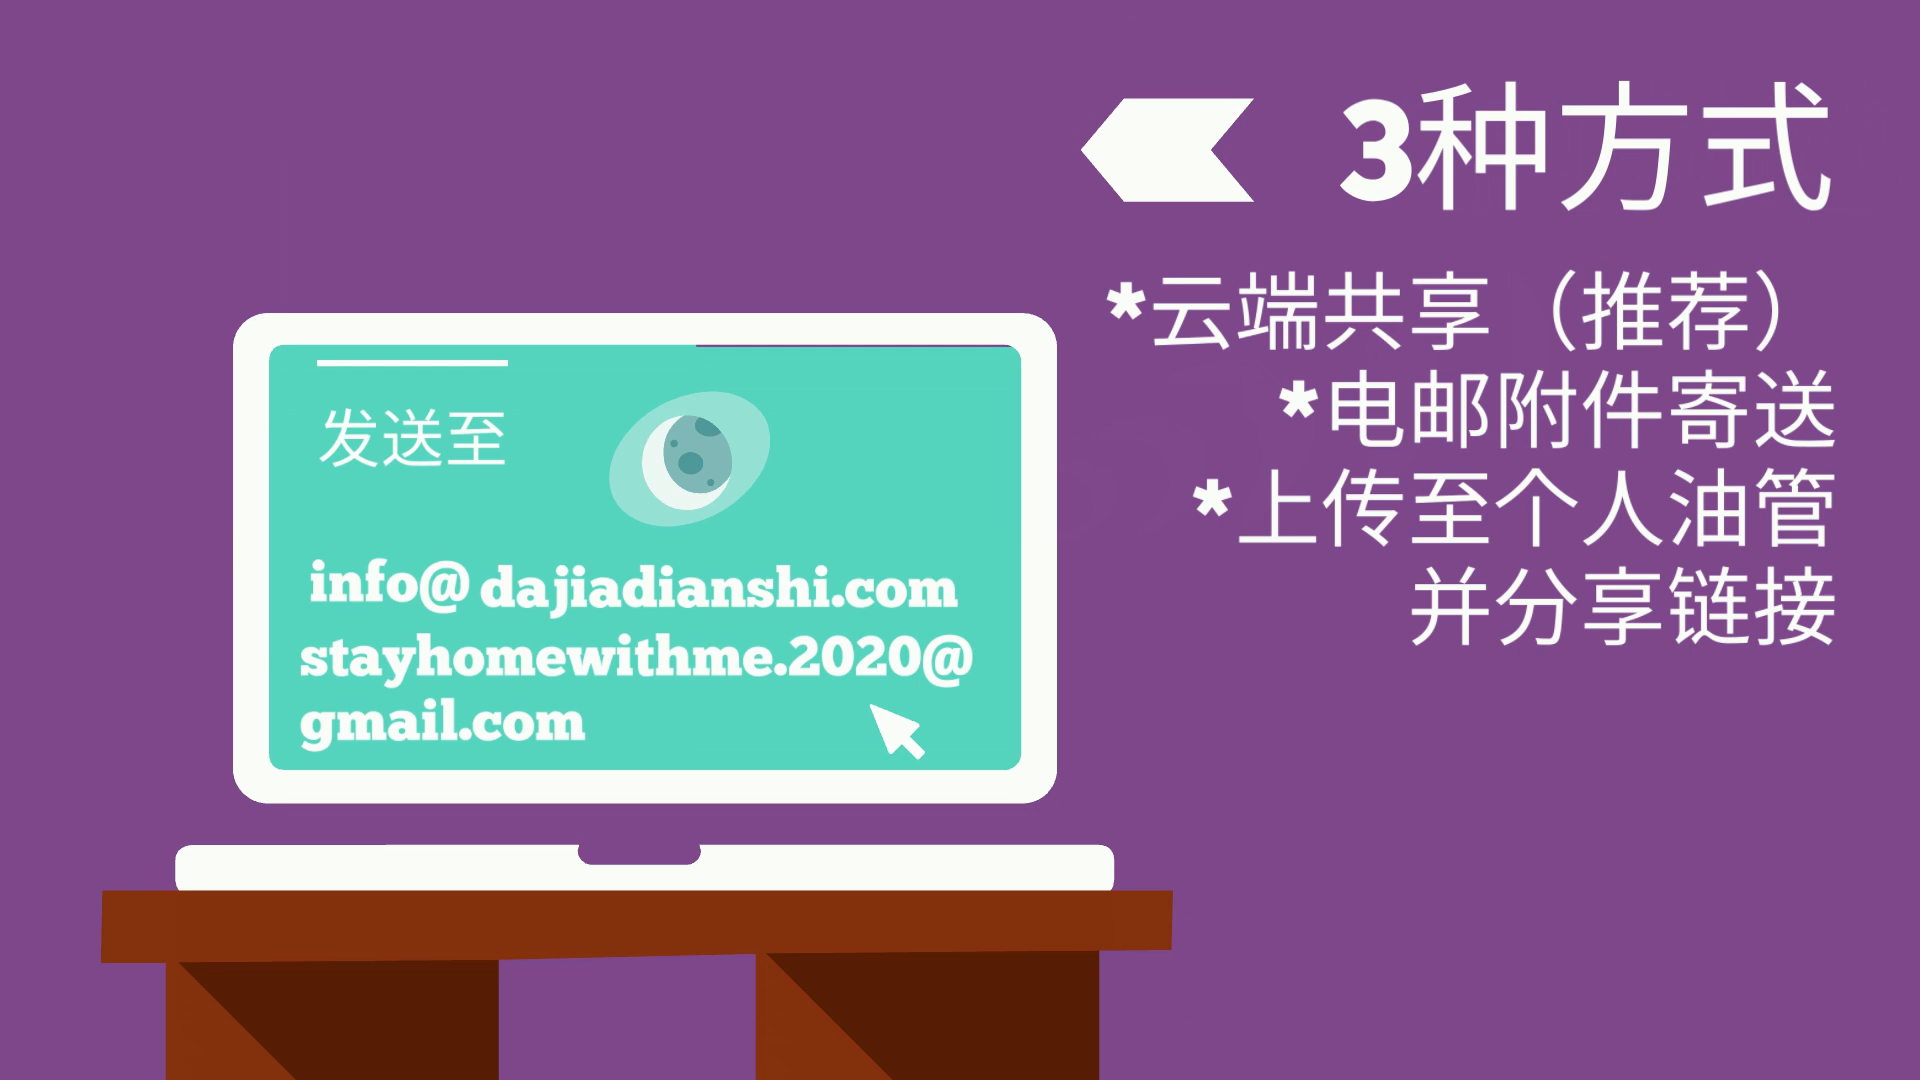 3种方式
*云端共享（推荐）
*电邮附件寄送
*上传至个人油管
并分享链接
发送至
info@ dajiadianshi.com
stayhomewithme.2020@
gmail.com